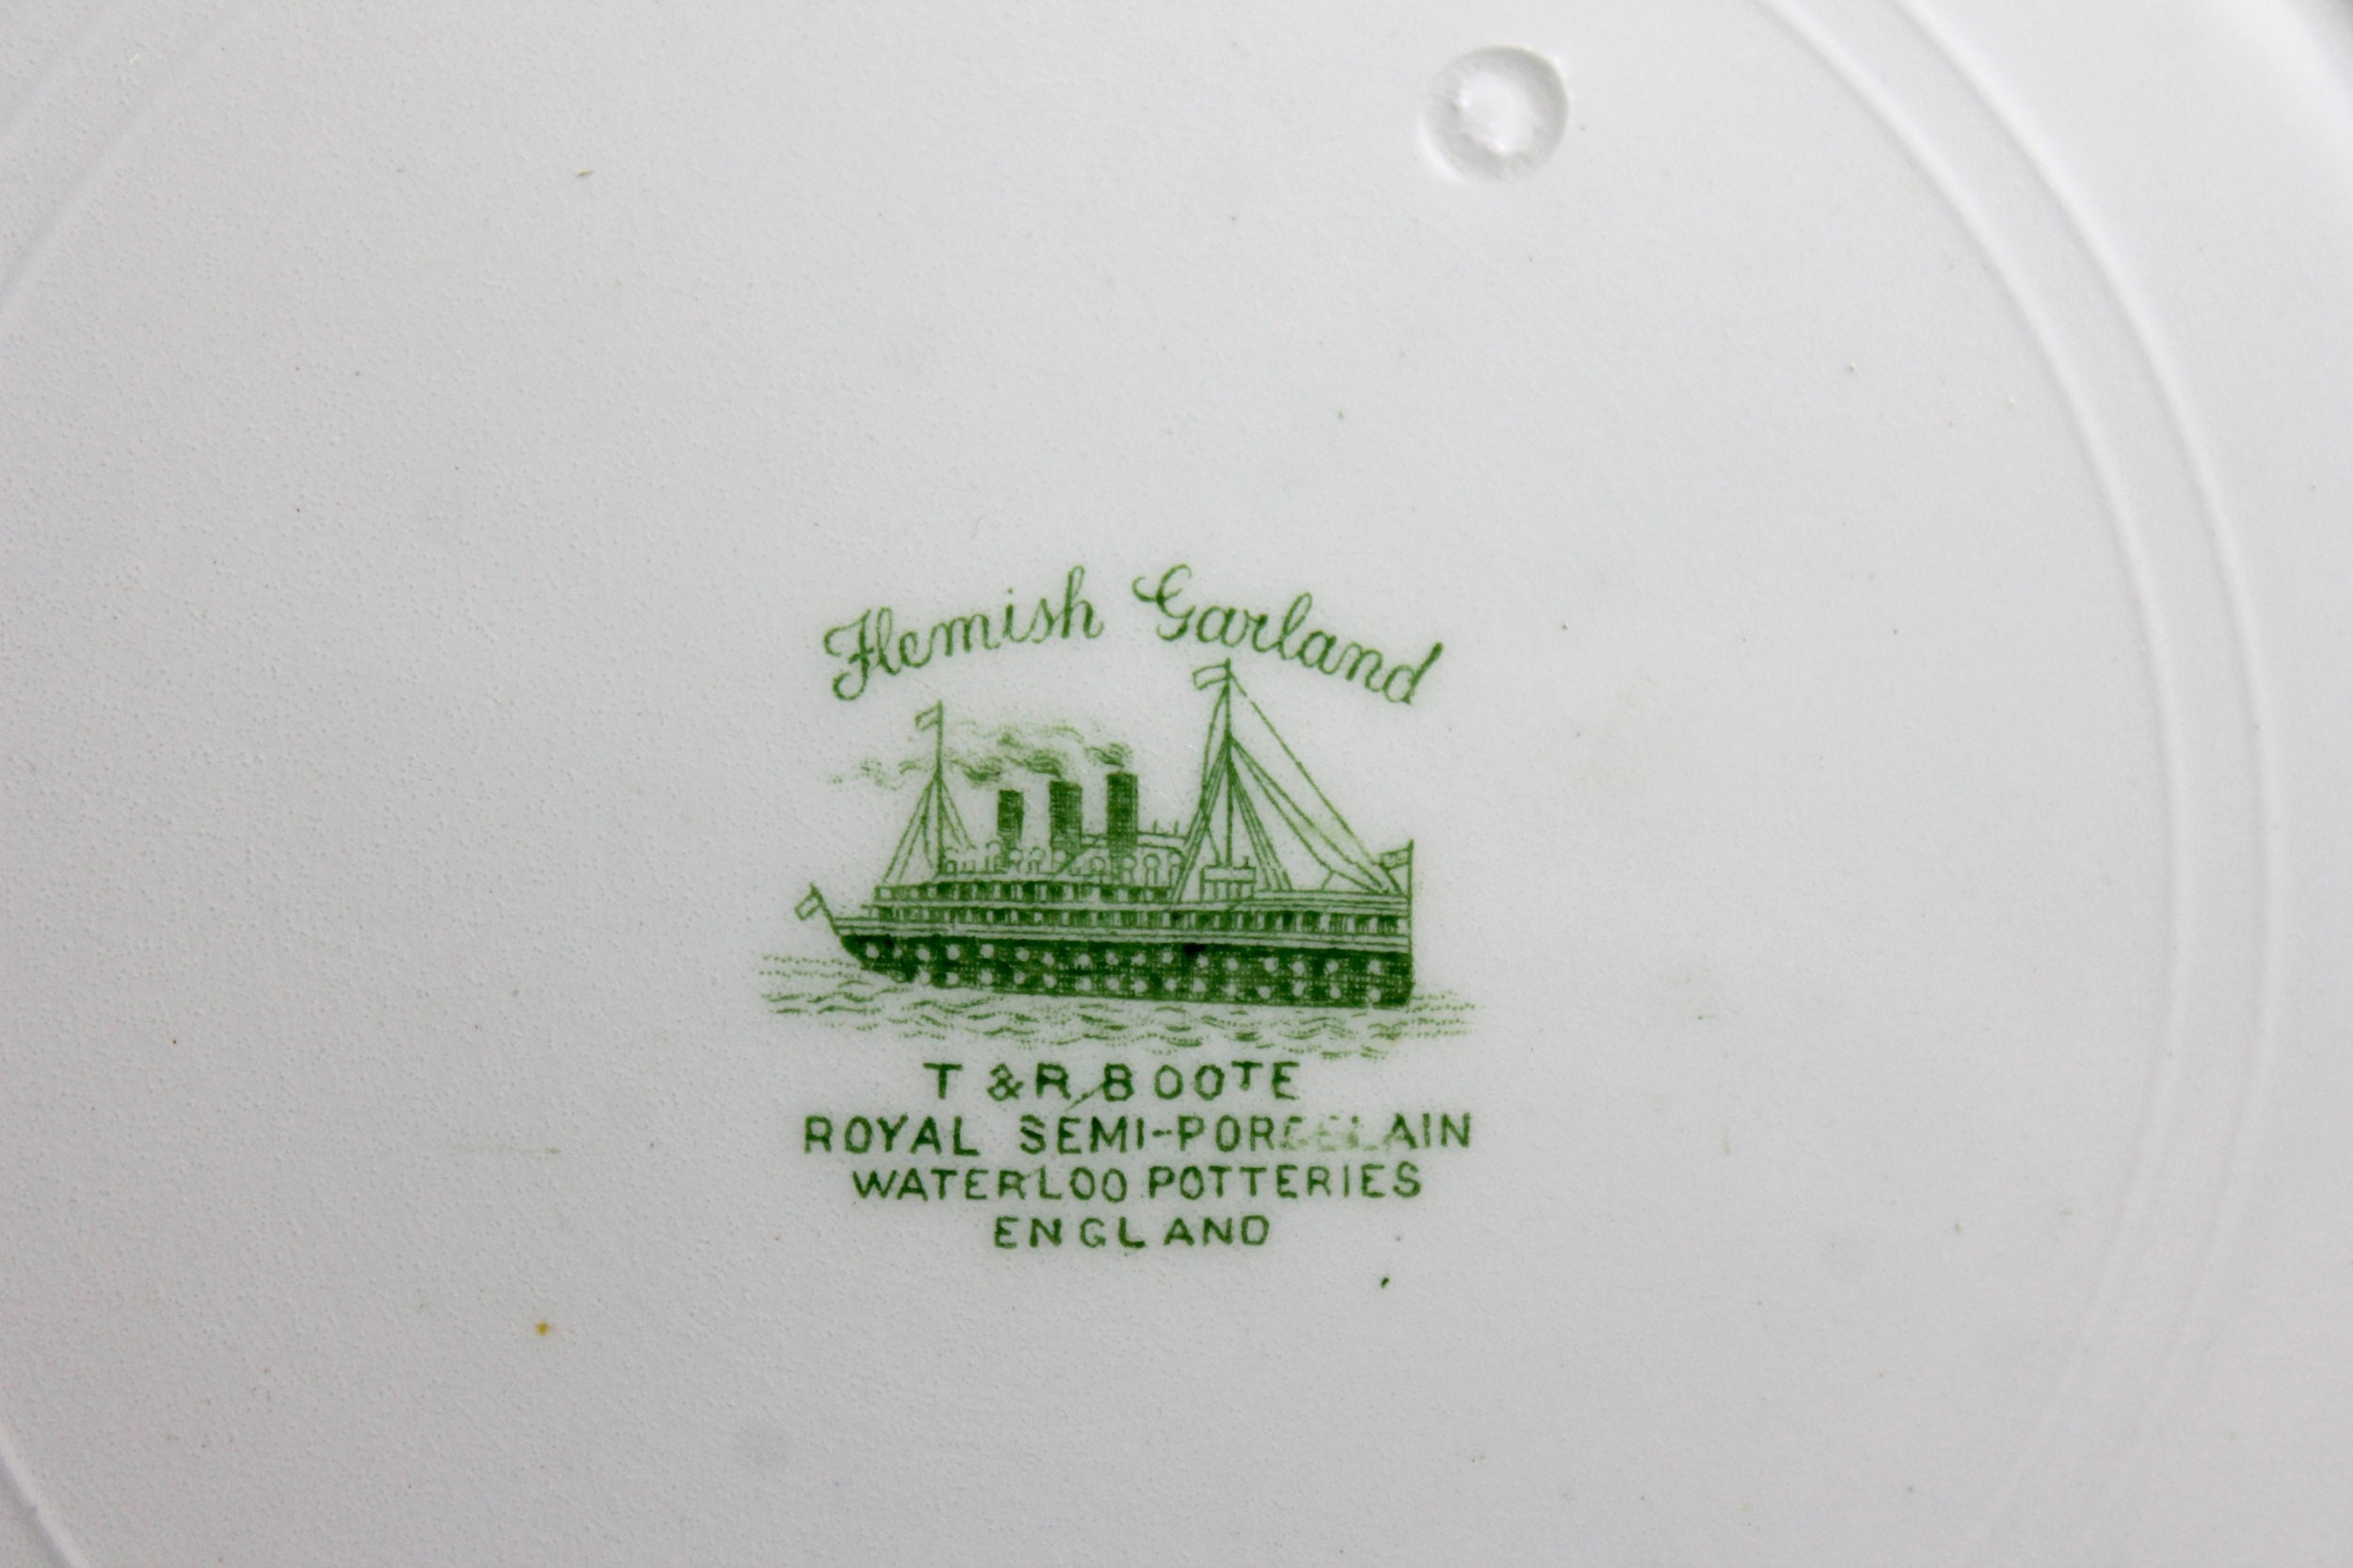 Flemish Garland
T & R BOOTE
ROYAL SEMI-PORCELAIN
WATERLOO POTTERIES
ENGLAND